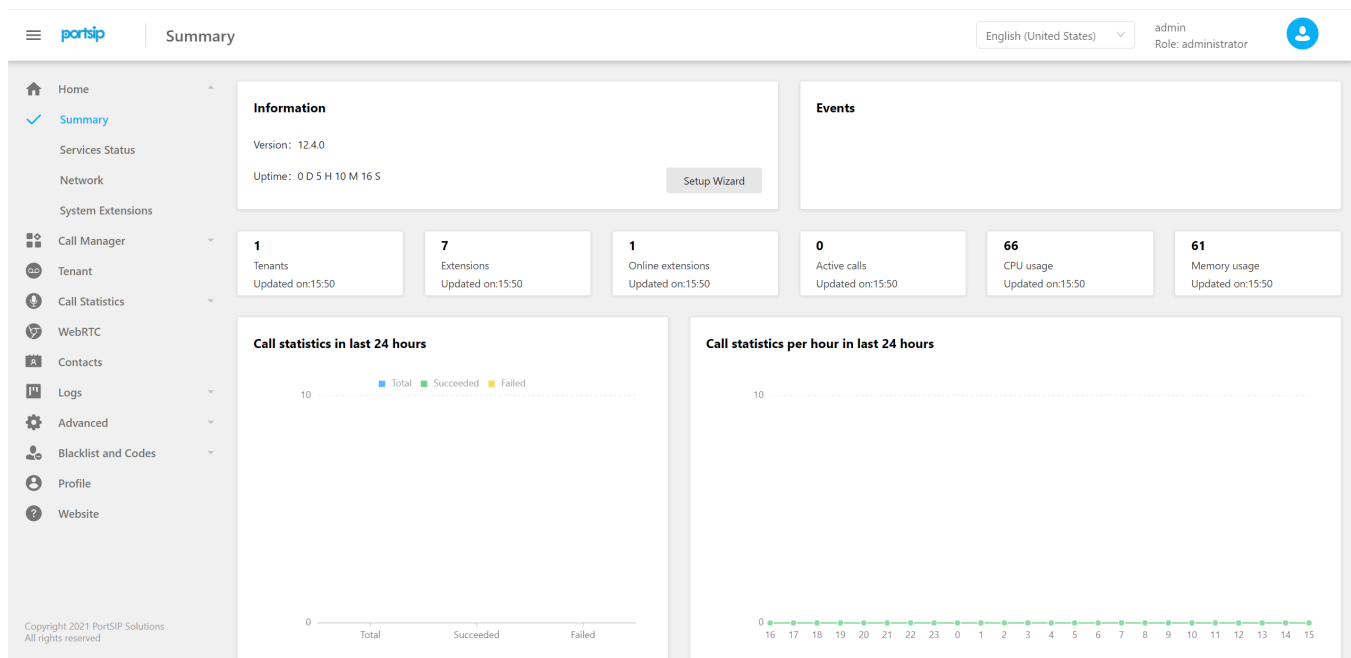 portsip
Summary
English (United States)
admin
Role: administrator
Home
Summary
Services Status
Network
System Extensions
Call Manager
Tenant
Call Statistics
WebRTC
Contacts
Logs
Advanced
Blacklist and Codes
Profile
Website
Copyright 2021 PortSIP Solutions
All rights reserved
Information
Version: 12.4.0
Uptime: 0 D 5 H 10 M 16 S
Setup Wizard
Events
1
Tenants
Updated on:15:50
7
Extensions
Updated on:15:50
1
Online extensions
Updated on:15:50
0
Active calls
Updated on:15:50
66
CPU usage
Updated on:15:50
61
Memory usage
Updated on:15:50
Call statistics in last 24 hours
Total Succeeded Failed
10
0
Total Succeeded Failed
Call statistics per hour in last 24 hours
10
0
16 17 18 19 20 21 22 23 0 1 2 3 4 5 6 7 8 9 10 11 12 13 14 15